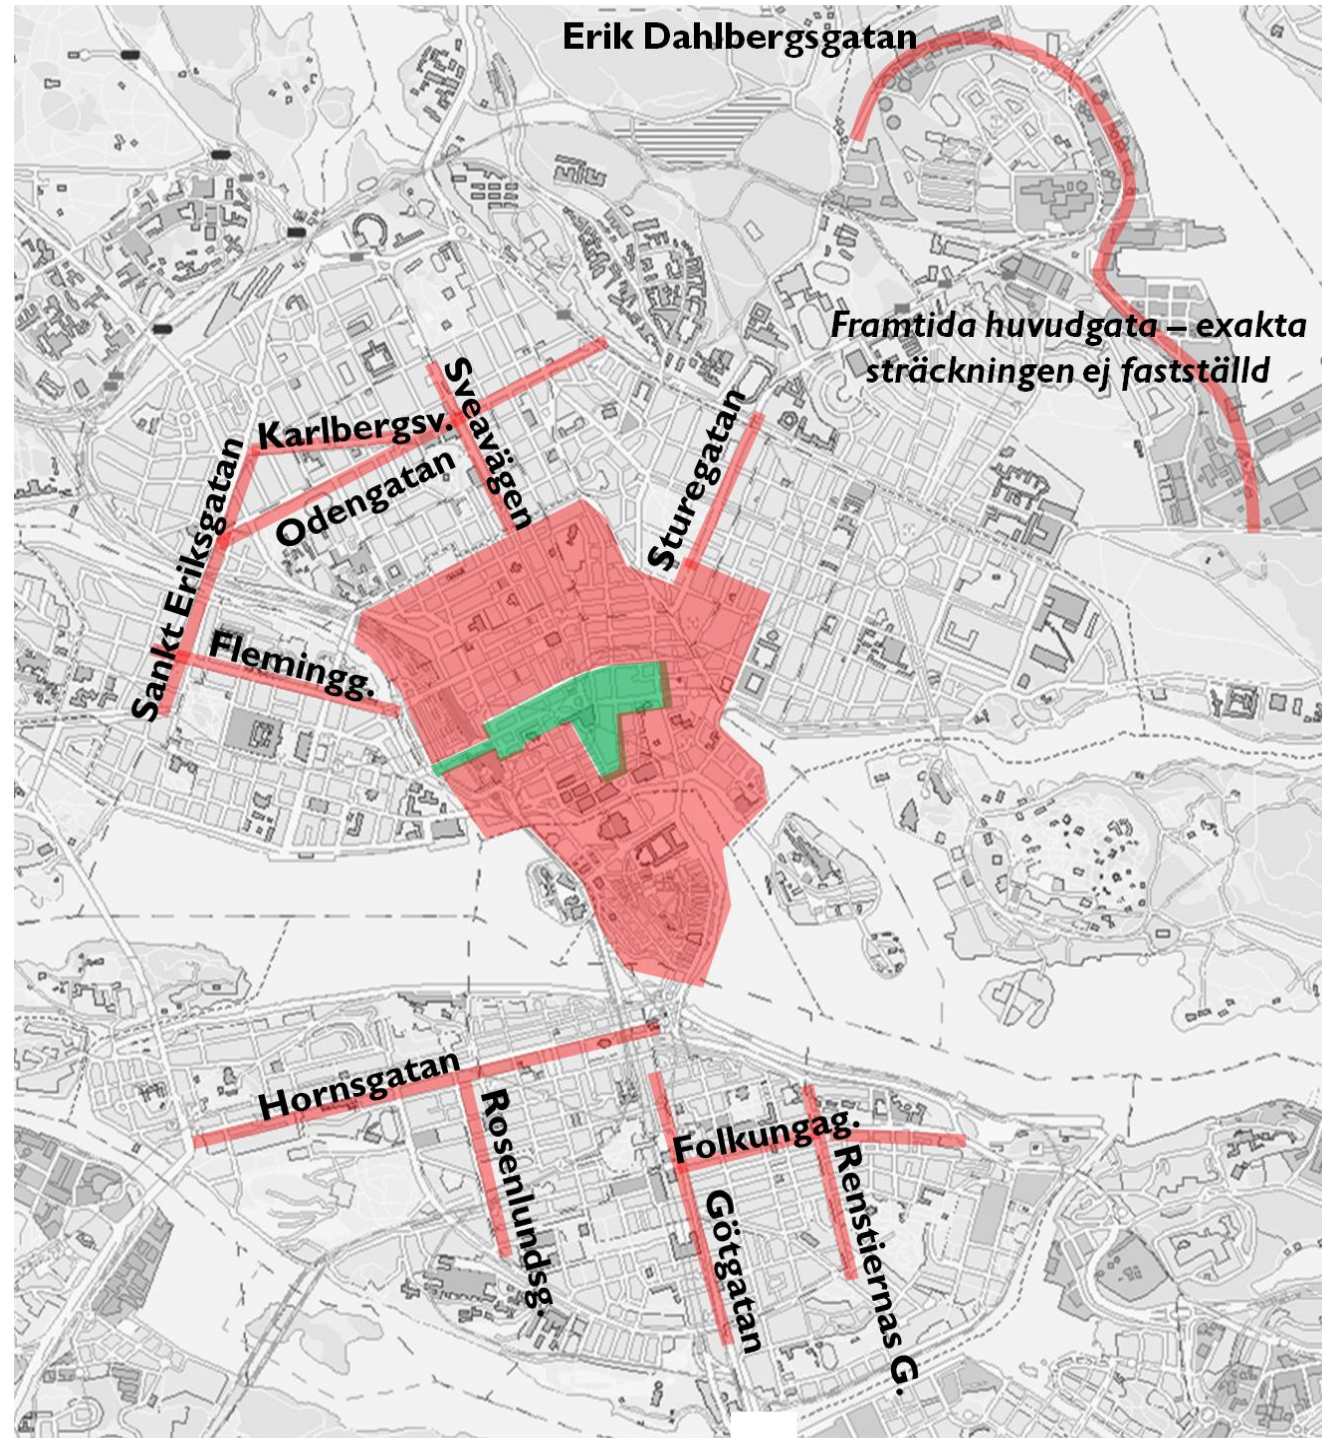 Erik Dahlbergsgatan
Framtida huvudgata – exakta
sträckningen ej fastställd
Sveavägen
Karlbergsv.
Odengatan
Sturegatan
Sankt Eriksgatan
Flemingg.
Hornsgatan
Rosenlundsg.
Folkungag.
Götgatan
Renstiernas G.